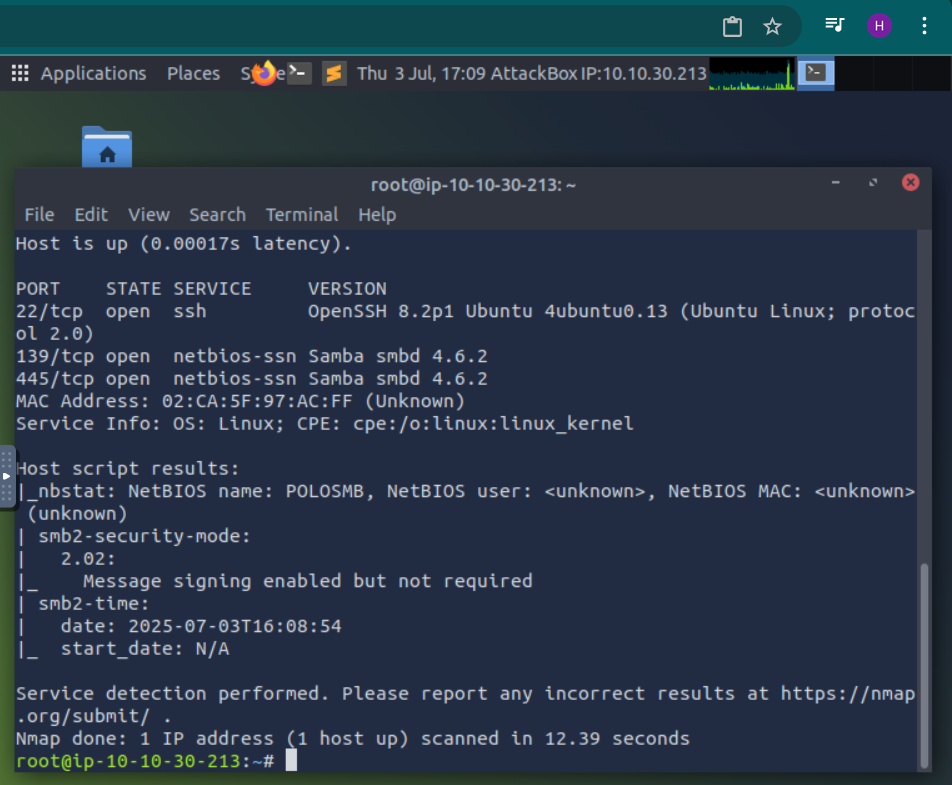 H
Applications Places S e Thu 3 Jul, 17:09 AttackBox IP:10.10.30.213
root@ip-10-10-30-213: ~
File Edit View Search Terminal Help
Host is up (0.00017s latency).
PORT STATE SERVICE VERSION
22/tcp open ssh OpenSSH 8.2p1 Ubuntu 4ubuntu0.13 (Ubuntu Linux; protoc
ol 2.0)
139/tcp open netbios-ssn Samba smbd 4.6.2
445/tcp open netbios-ssn Samba smbd 4.6.2
MAC Address: 02:CA:5F:97:AC:FF (Unknown)
Service Info: OS: Linux; CPE: cpe:/o:linux:linux_kernel
Host script results:
|_nbstat: NetBIOS name: POLOSMB, NetBIOS user: <unknown>, NetBIOS MAC: <unknown>
(unknown)
| smb2-security-mode:
| 2.02:
|_ Message signing enabled but not required
| smb2-time:
| date: 2025-07-03T16:08:54
|_ start_date: N/A
Service detection performed. Please report any incorrect results at https://nmap
.org/submit/ .
Nmap done: 1 IP address (1 host up) scanned in 12.39 seconds
root@ip-10-10-30-213:~#